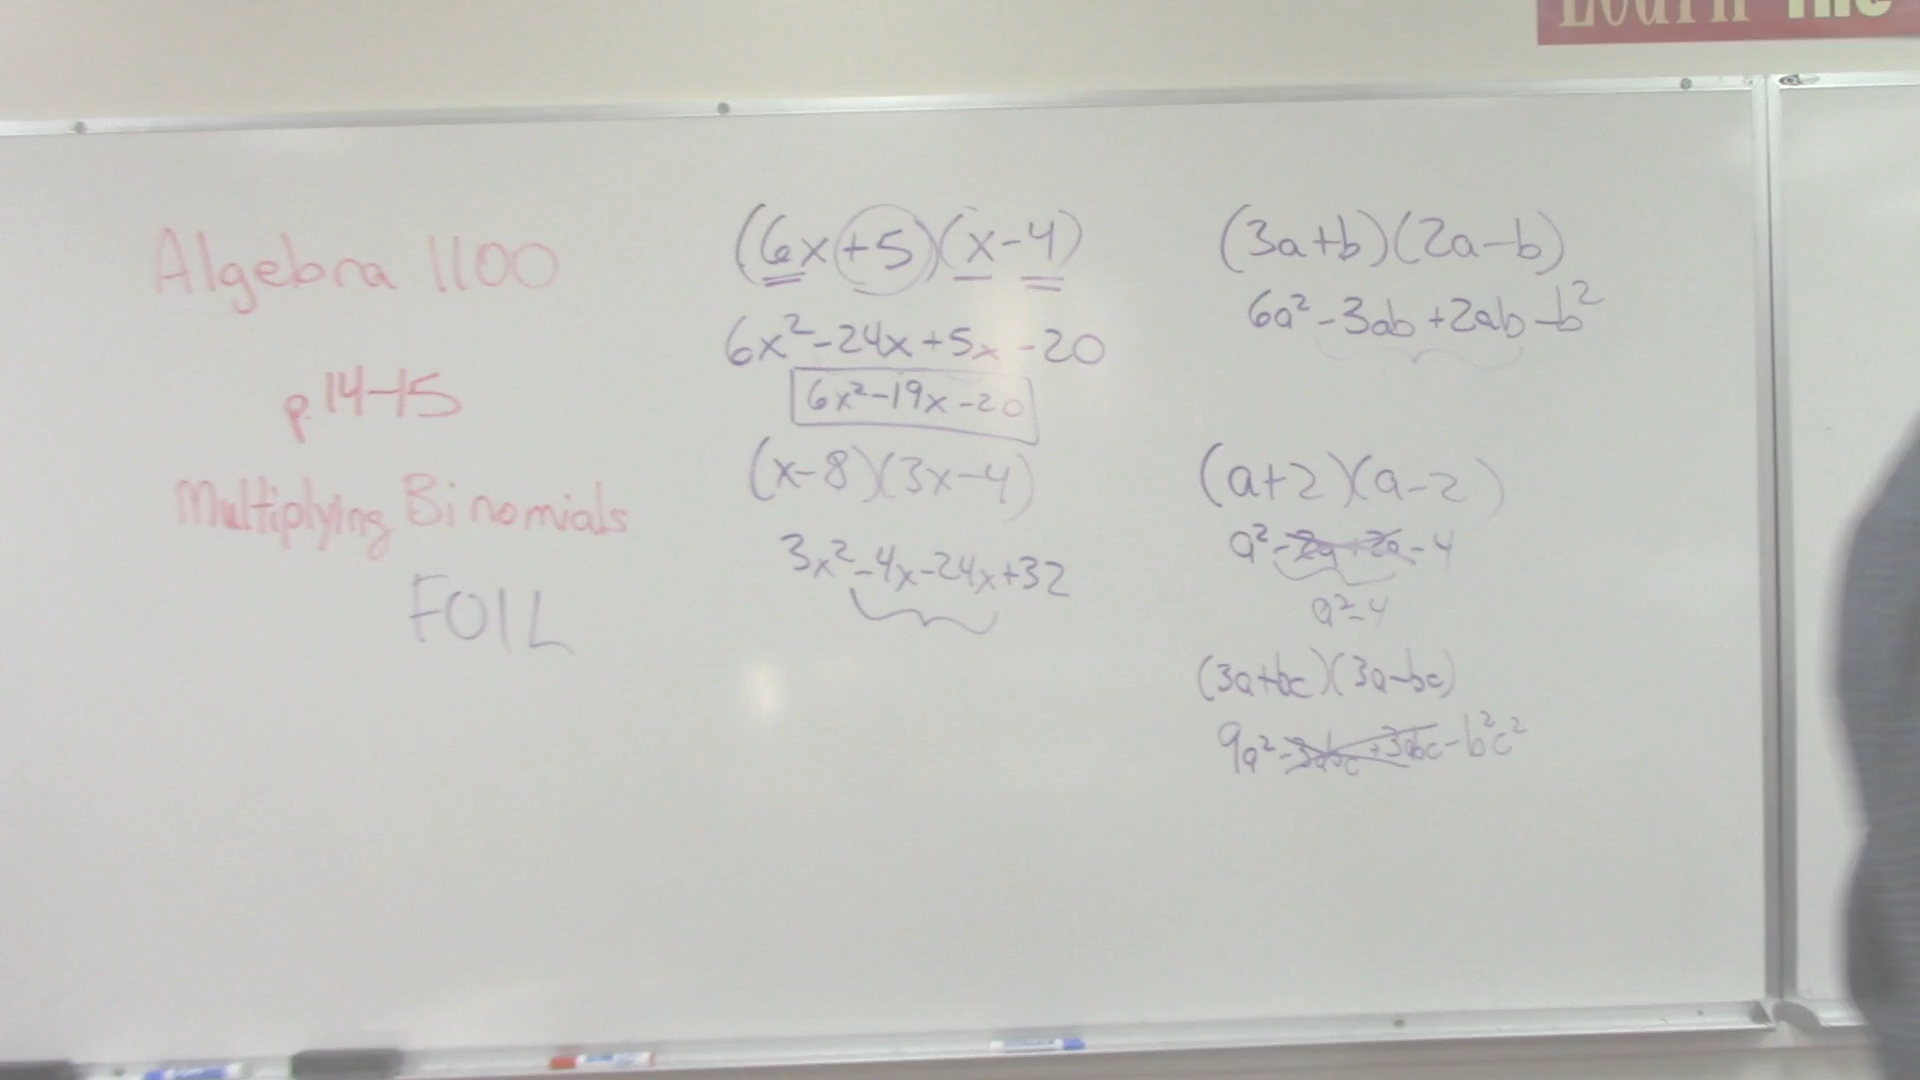 Learn the
Algebra 1100
p. 14-15
Multiplying Binomials
FOIL
(6x+5)(x-4)
6x²-24x+5x-20
6x²-19x-20
(x-8)(3x-4)
3x²-4x-24x+32
(3a+b)(2a-b)
6a²-3ab+2ab-b²
(a+2)(a-2)
a²-2a+2a-4
a²-4
(3a+bc)(3a-bc)
9a²-3abc+3abc-b²c²